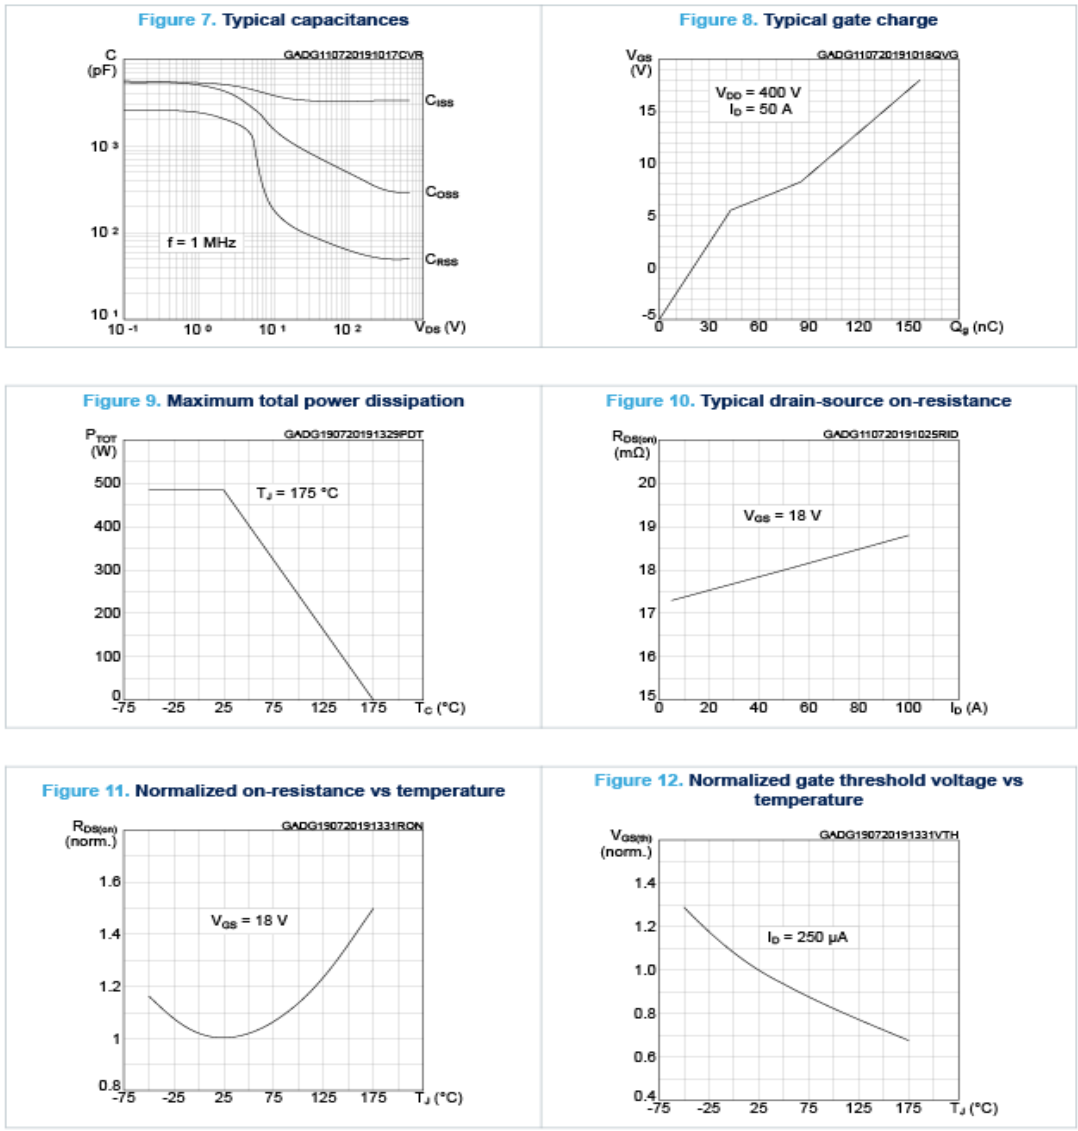 Figure 7. Typical capacitances
C
(pF)
GADG110720191017CVR
CISS
10 3
COSS
10 2
f = 1 MHz
CRSS
10 1
10 -1
10 0
10 1
10 2
VDS (V)
Figure 8. Typical gate charge
VGS
(V)
GADG110720191018QVG
VDD = 400 V
ID = 50 A
15
10
5
0
-5
0
30
60
90
120
150
Qg (nC)
Figure 9. Maximum total power dissipation
PTOT
(W)
GADG190720191329PDT
500
TJ = 175 °C
400
300
200
100
0
-75
-25
25
75
125
175
TC (°C)
Figure 10. Typical drain-source on-resistance
RDS(on)
(mΩ)
GADG110720191025RID
20
VGS = 18 V
19
18
17
16
15
0
20
40
60
80
100
ID (A)
Figure 11. Normalized on-resistance vs temperature
RDS(on)
(norm.)
GADG190720191331RON
1.6
VGS = 18 V
1.4
1.2
1
0.8
-75
-25
25
75
125
175
TJ (°C)
Figure 12. Normalized gate threshold voltage vs
temperature
VGS(th)
(norm.)
GADG190720191331VTH
1.4
1.2
ID = 250 µA
1.0
0.8
0.6
0.4
-75
-25
25
75
125
175
TJ (°C)